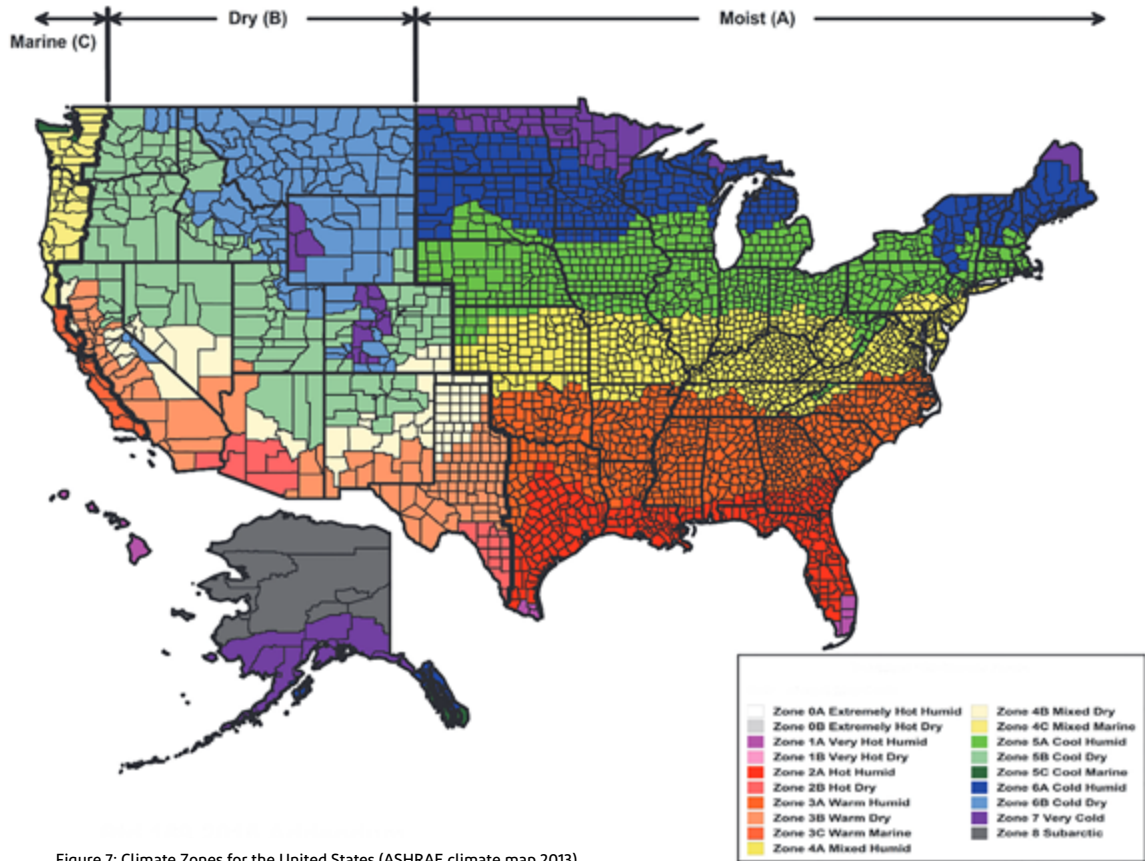 Marine (C)
Dry (B)
Moist (A)
Zone 0A Extremely Hot Humid
Zone 0B Extremely Hot Dry
Zone 1A Very Hot Humid
Zone 1B Very Hot Dry
Zone 2A Hot Humid
Zone 2B Hot Dry
Zone 3A Warm Humid
Zone 3B Warm Dry
Zone 3C Warm Marine
Zone 4A Mixed Humid
Zone 4B Mixed Dry
Zone 4C Mixed Marine
Zone 5A Cool Humid
Zone 5B Cool Dry
Zone 5C Cool Marine
Zone 6A Cold Humid
Zone 6B Cold Dry
Zone 7 Very Cold
Zone 8 Subarctic
Figure 7: Climate Zones for the United States (ASHRAE climate map 2013)